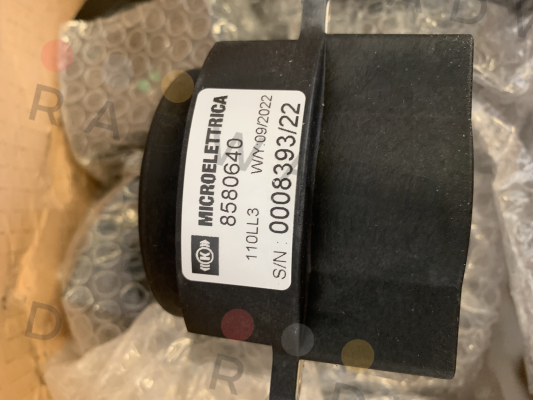 ((K)) MICROELETTRICA
8580640
110LL3 W/Y 09/2022
S/N : 0008393/22